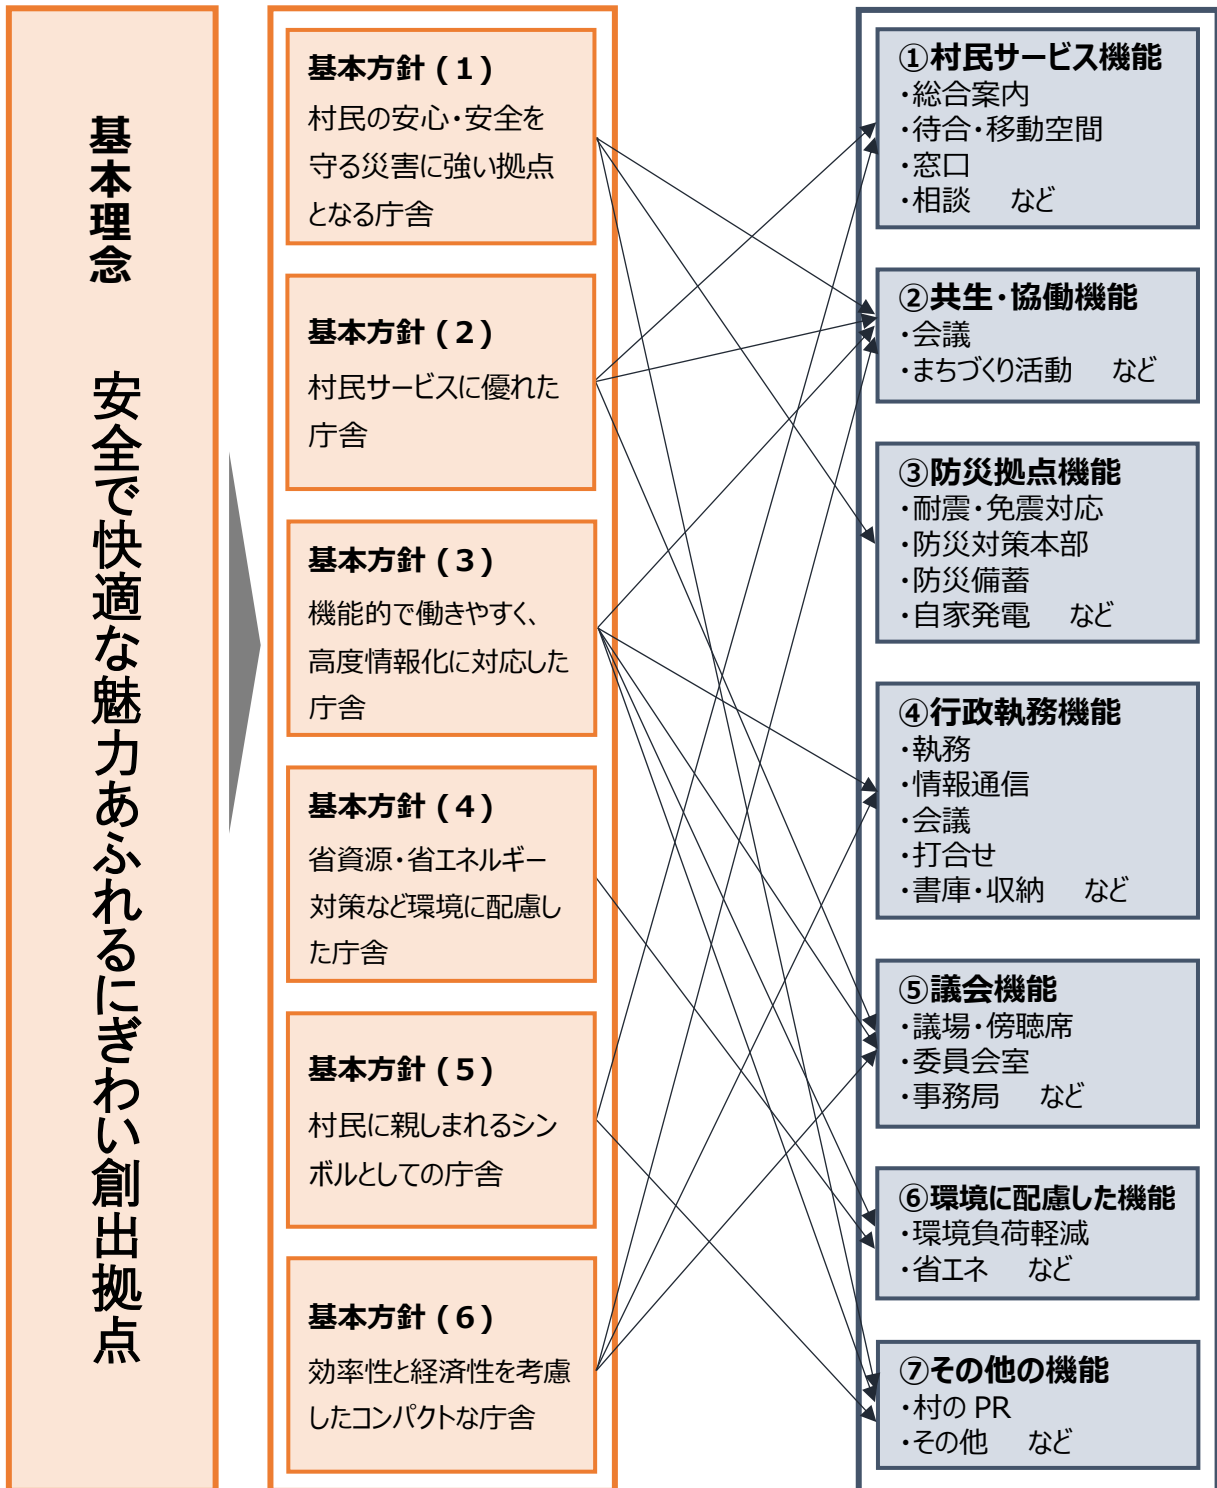 基本理念　安全で快適な魅力あふれるにぎわい創出拠点
基本方針（１）
村民の安心・安全を
守る災害に強い拠点
となる庁舎
基本方針（２）
村民サービスに優れた
庁舎
基本方針（３）
機能的で働きやすく、
高度情報化に対応した
庁舎
基本方針（４）
省資源・省エネルギー
対策など環境に配慮し
た庁舎
基本方針（５）
村民に親しまれるシン
ボルとしての庁舎
基本方針（６）
効率性と経済性を考慮
したコンパクトな庁舎
①村民サービス機能
・総合案内
・待合・移動空間
・窓口
・相談　など
②共生・協働機能
・会議
・まちづくり活動　など
③防災拠点機能
・耐震・免震対応
・防災対策本部
・防災備蓄
・自家発電　など
④行政執務機能
・執務
・情報通信
・会議
・打合せ
・書庫・収納　など
⑤議会機能
・議場・傍聴席
・委員会室
・事務局　など
⑥環境に配慮した機能
・環境負荷軽減
・省エネ　など
⑦その他の機能
・村の PR
・その他　など